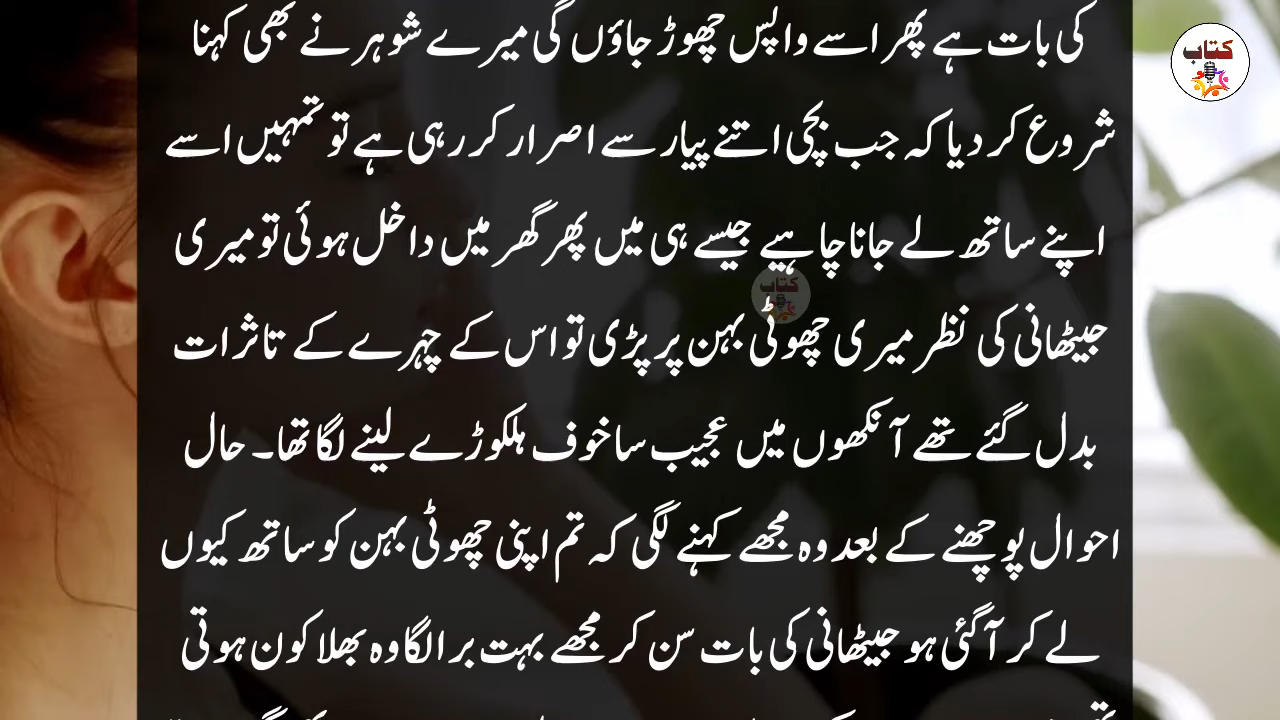 کتاب
کی بات ہے پھر اسے واپس چھوڑ جاؤں گی میرے شوہر نے بھی کہنا
شروع کر دیا کہ جب بچی اتنے پیار سے اصرار کر رہی ہے تو تمہیں اسے
اپنے ساتھ لے جانا چاہیے جیسے ہی میں پھر گھر میں داخل ہوئی تو میری
جیٹھانی کی نظر میری چھوٹی بہن پر پڑی تو اس کے چہرے کے تاثرات
بدل گئے تھے آنکھوں میں عجیب سا خوف ہلکوڑے لینے لگا تھا۔ حال
احوال پوچھنے کے بعد وہ مجھے کہنے لگی کہ تم اپنی چھوٹی بہن کو ساتھ کیوں
لے کر آ گئی ہو جیٹھانی کی بات سن کر مجھے بہت برا لگا وہ بھلا کون ہوتی
کتاب